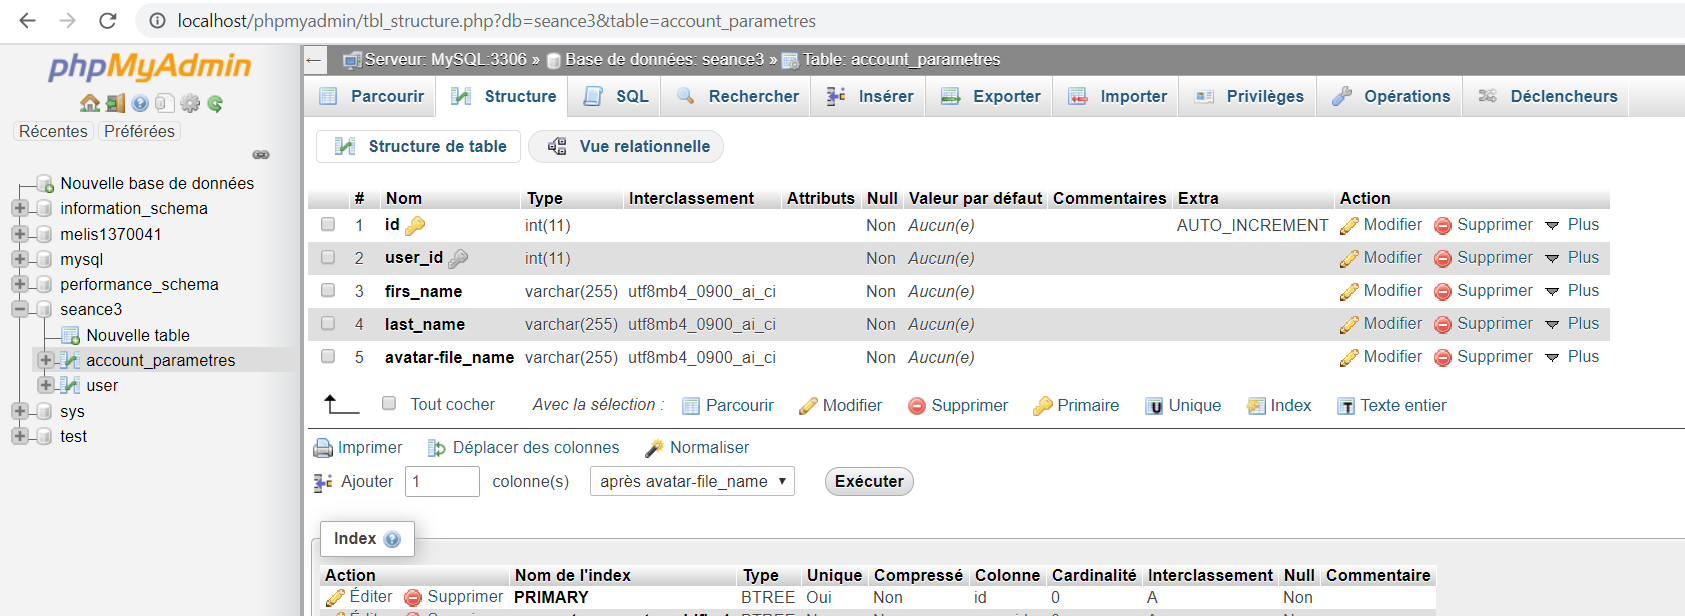 localhost/phpmyadmin/tbl_structure.php?db=seance3&table=account_parametres
phpMyAdmin
Récentes Préférées
Nouvelle base de données
information_schema
melis1370041
mysql
performance_schema
seance3
Nouvelle table
account_parametres
user
sys
test
Serveur: MySQL:3306 » Base de données: seance3 » Table: account_parametres
Parcourir Structure SQL Rechercher Insérer Exporter Importer Privilèges Opérations Déclencheurs
Structure de table Vue relationnelle
# Nom Type Interclassement Attributs Null Valeur par défaut Commentaires Extra Action
1 id int(11) Non Aucun(e) AUTO_INCREMENT Modifier Supprimer Plus
2 user_id int(11) Non Aucun(e) Modifier Supprimer Plus
3 firs_name varchar(255) utf8mb4_0900_ai_ci Non Aucun(e) Modifier Supprimer Plus
4 last_name varchar(255) utf8mb4_0900_ai_ci Non Aucun(e) Modifier Supprimer Plus
5 avatar-file_name varchar(255) utf8mb4_0900_ai_ci Non Aucun(e) Modifier Supprimer Plus
Tout cocher Avec la sélection : Parcourir Modifier Supprimer Primaire Unique Index Texte entier
Imprimer Déplacer des colonnes Normaliser
Ajouter 1 colonne(s) après avatar-file_name Exécuter
Index
Action Nom de l'index Type Unique Compressé Colonne Cardinalité Interclassement Null Commentaire
Éditer Supprimer PRIMARY BTREE Oui Non id 0 A Non